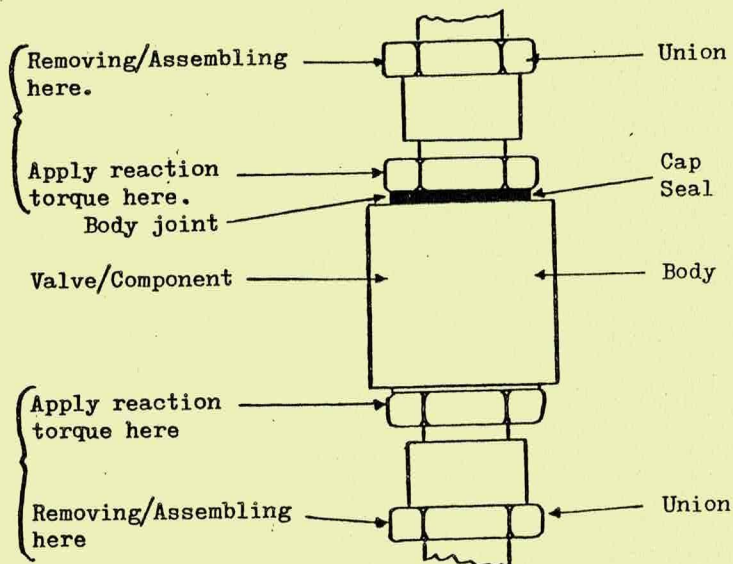 Removing/Assembling
here.
Union
Apply reaction
torque here.
Cap
Seal
Body joint
Valve/Component
Body
Apply reaction
torque here
Removing/Assembling
here
Union